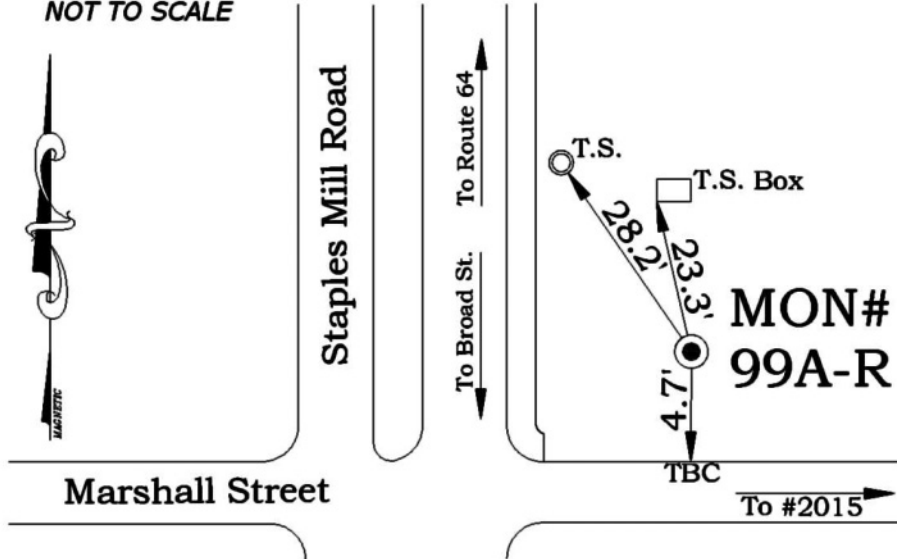 NOT TO SCALE
MAGNETIC
Staples Mill Road
To Route 64
To Broad St.
T.S.
T.S. Box
28.2'
23.3'
MON#
99A-R
4.7'
TBC
Marshall Street
To #2015